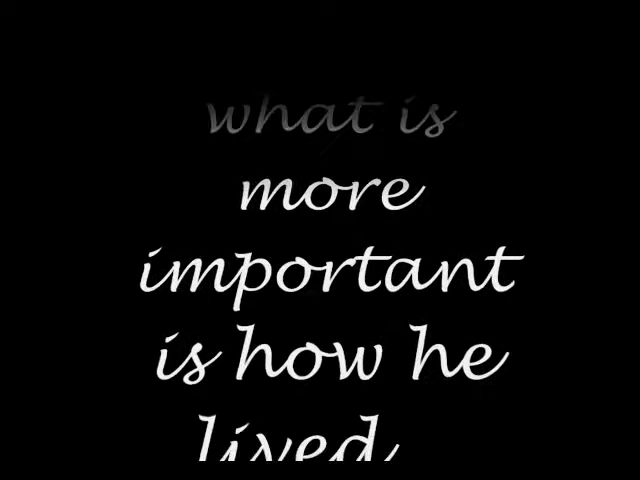 what is
more
important
is how he
lived.